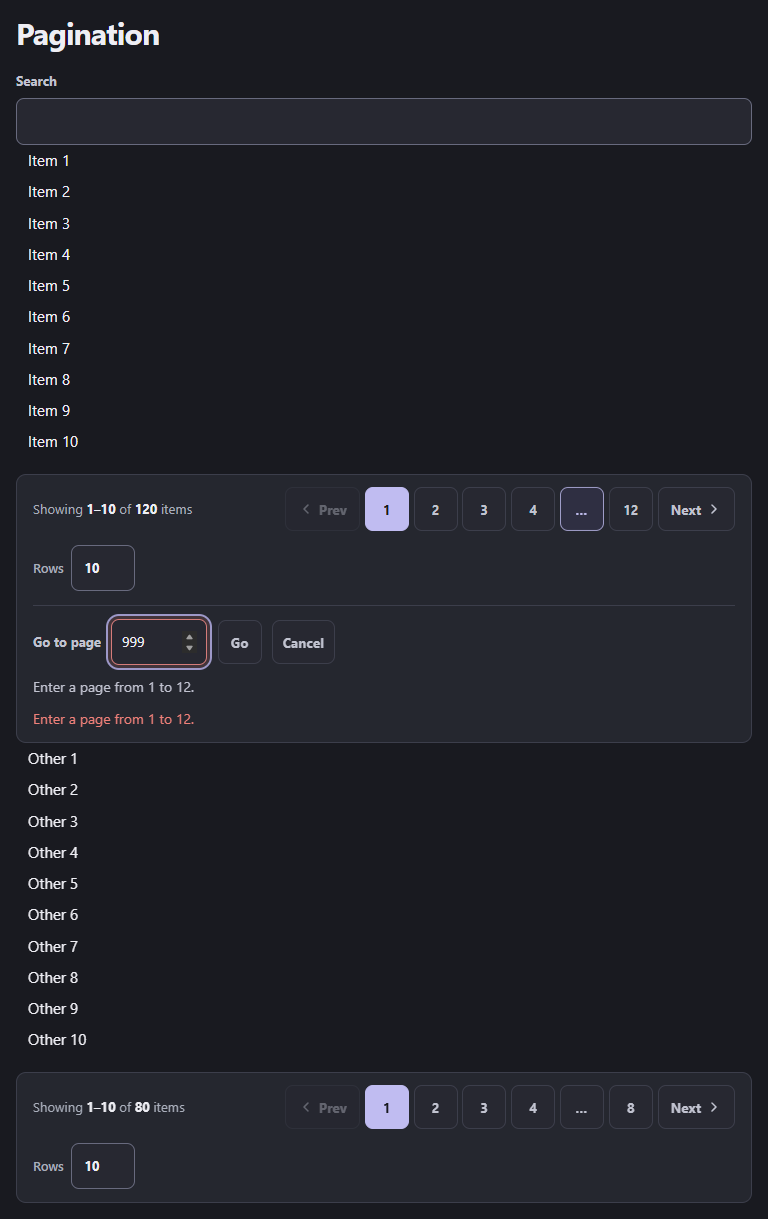 Pagination
Search
Item 1
Item 2
Item 3
Item 4
Item 5
Item 6
Item 7
Item 8
Item 9
Item 10
Showing 1–10 of 120 items Prev 1 2 3 4 ... 12 Next
Rows 10
Go to page 999 Go Cancel
Enter a page from 1 to 12.
Enter a page from 1 to 12.
Other 1
Other 2
Other 3
Other 4
Other 5
Other 6
Other 7
Other 8
Other 9
Other 10
Showing 1–10 of 80 items Prev 1 2 3 4 ... 8 Next
Rows 10